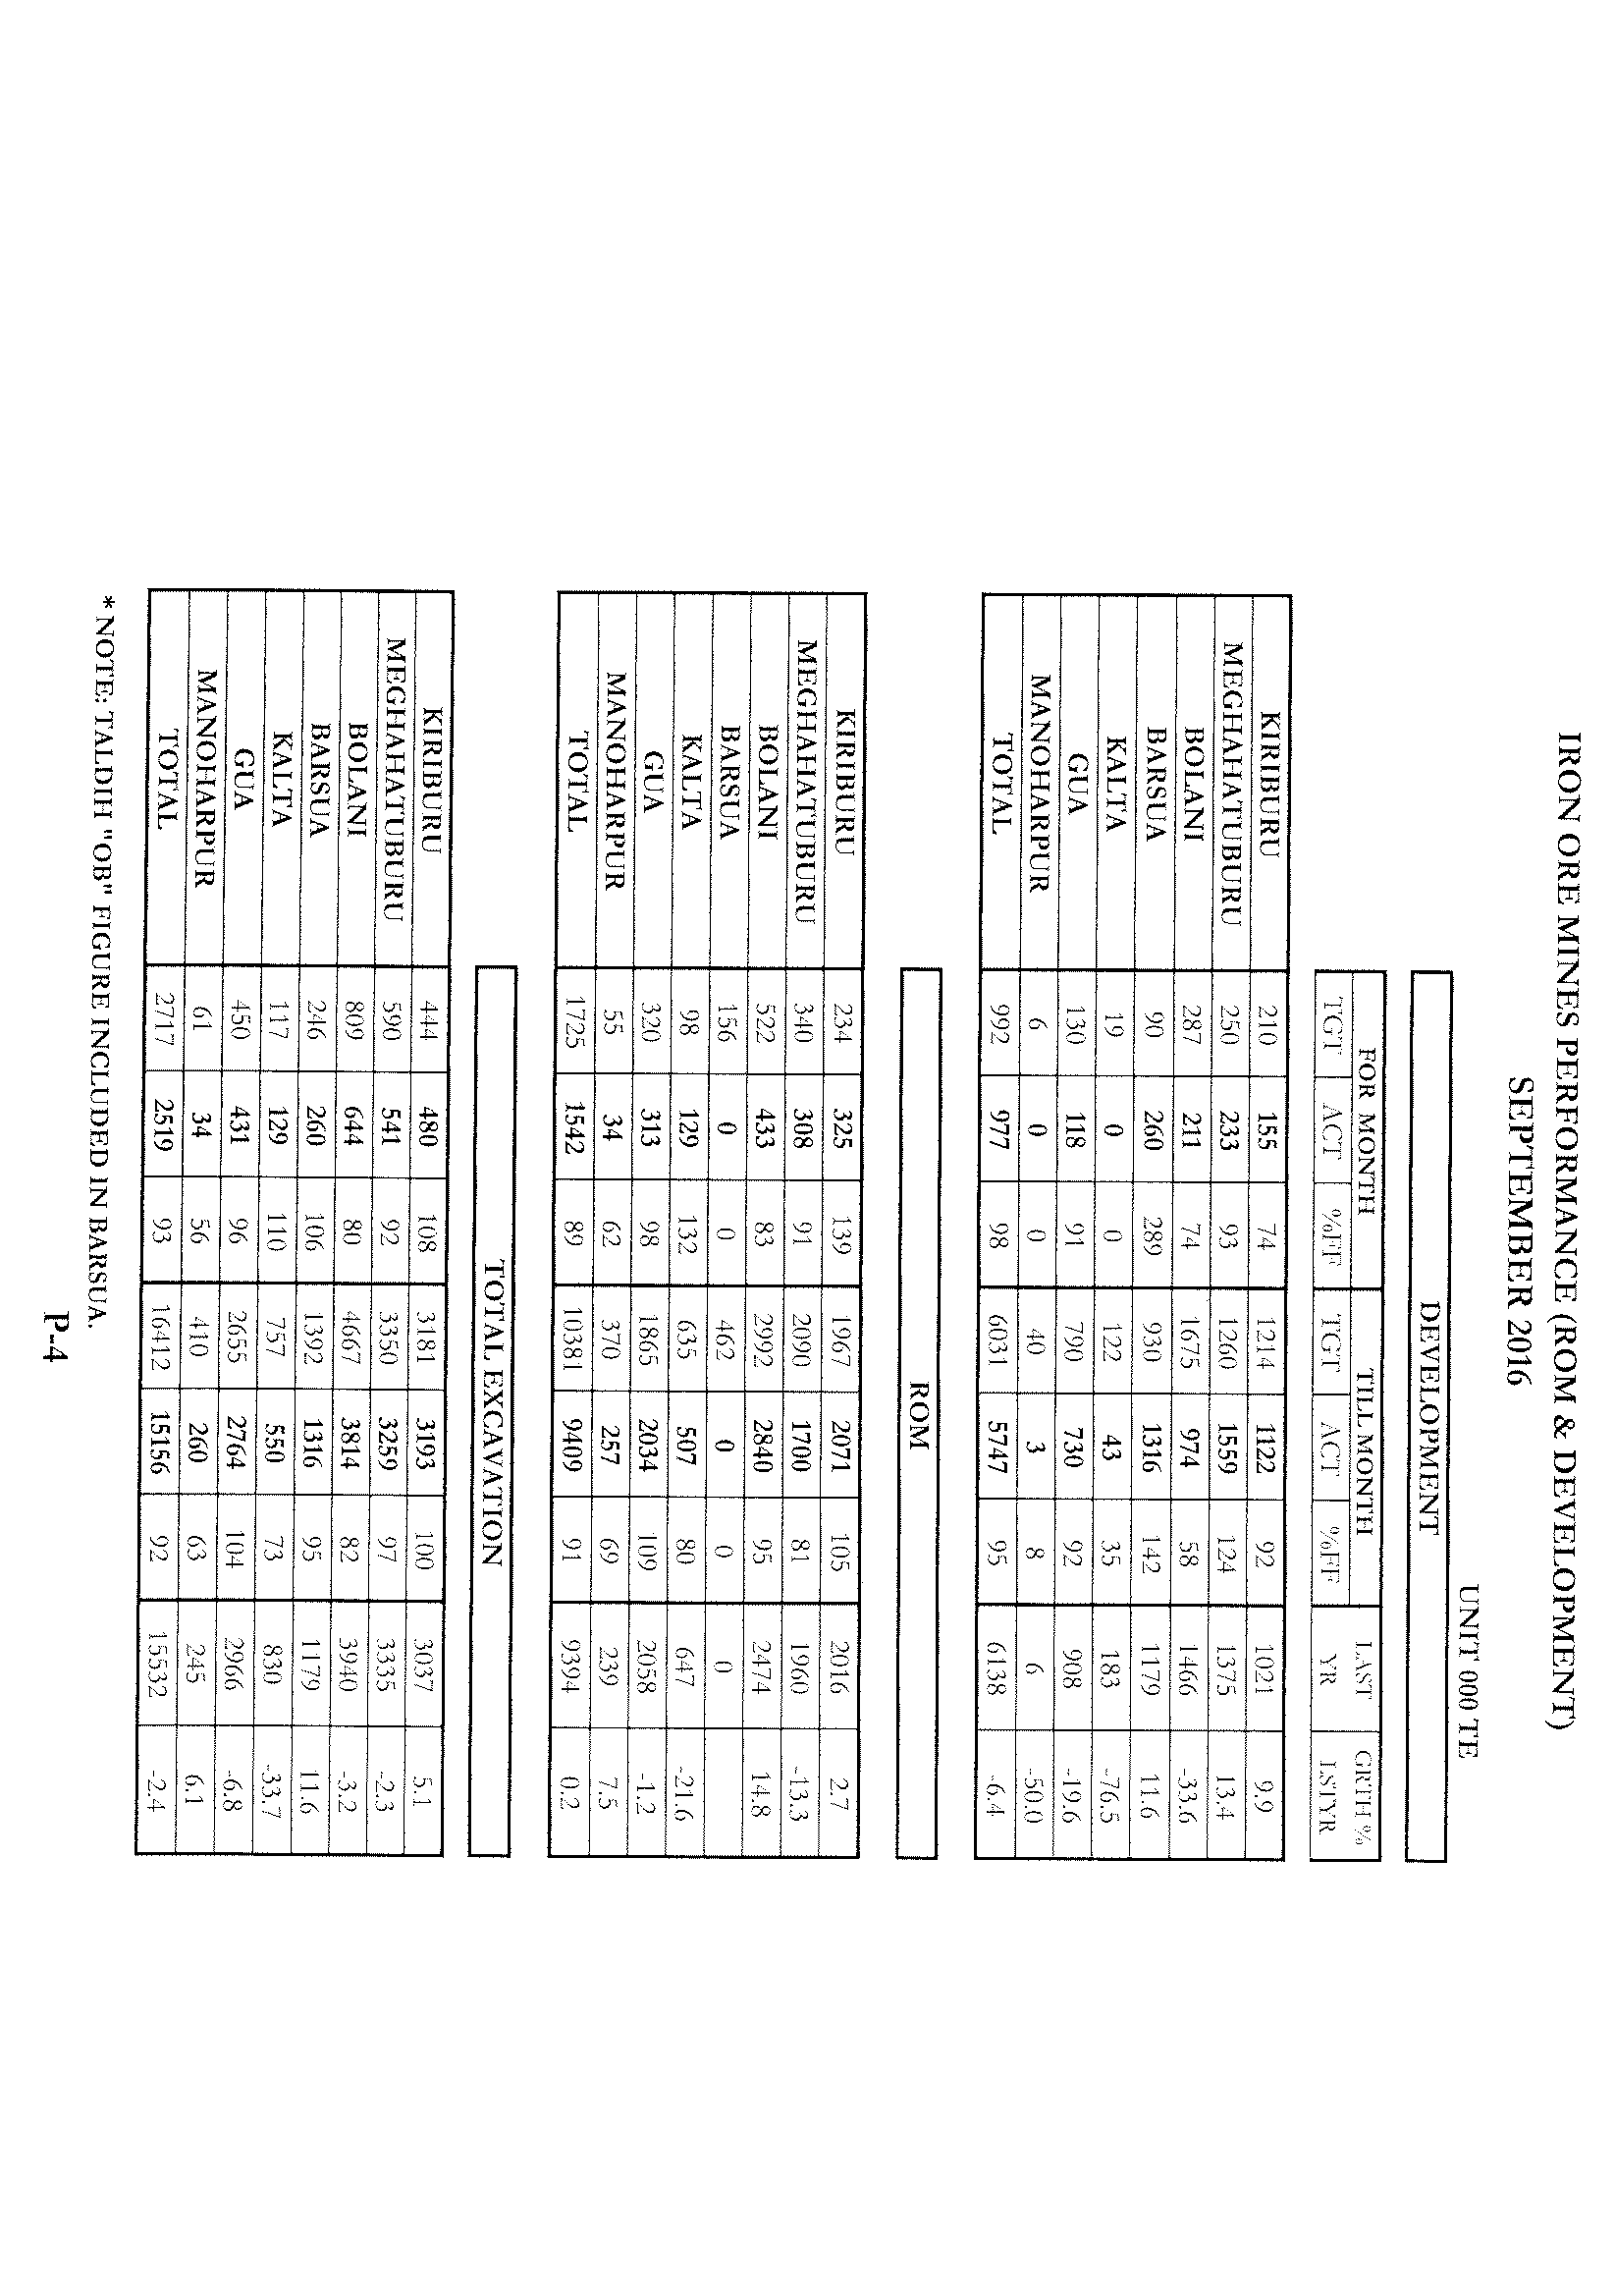 IRON ORE MINES PERFORMANCE (ROM & DEVELOPMENT)
SEPTEMBER 2016
UNIT 000 TE
DEVELOPMENT
FOR MONTH TILL MONTH LAST GRTH %
TGT ACT %FF TGT ACT %FF YR LSTYR
KIRIBURU 210 155 74 1214 1122 92 1021 9.9
MEGHAHATUBURU 250 233 93 1260 1559 124 1375 13.4
BOLANI 287 211 74 1675 974 58 1466 -33.6
BARSUA 90 260 289 930 1316 142 1179 11.6
KALTA 19 0 0 122 43 35 183 -76.5
GUA 130 118 91 790 730 92 908 -19.6
MANOHARPUR 6 0 0 40 3 8 6 -50.0
TOTAL 992 977 98 6031 5747 95 6138 -6.4
ROM
KIRIBURU 234 325 139 1967 2071 105 2016 2.7
MEGHAHATUBURU 340 308 91 2090 1700 81 1960 -13.3
BOLANI 522 433 83 2992 2840 95 2474 14.8
BARSUA 156 0 0 462 0 0 0
KALTA 98 129 132 635 507 80 647 -21.6
GUA 320 313 98 1865 2034 109 2058 -1.2
MANOHARPUR 55 34 62 370 257 69 239 7.5
TOTAL 1725 1542 89 10381 9409 91 9394 0.2
TOTAL EXCAVATION
KIRIBURU 444 480 108 3181 3193 100 3037 5.1
MEGHAHATUBURU 590 541 92 3350 3259 97 3335 -2.3
BOLANI 809 644 80 4667 3814 82 3940 -3.2
BARSUA 246 260 106 1392 1316 95 1179 11.6
KALTA 117 129 110 757 550 73 830 -33.7
GUA 450 431 96 2655 2764 104 2966 -6.8
MANOHARPUR 61 34 56 410 260 63 245 6.1
TOTAL 2717 2519 93 16412 15156 92 15532 -2.4
* NOTE: TALDIH "OB" FIGURE INCLUDED IN BARSUA.
P-4